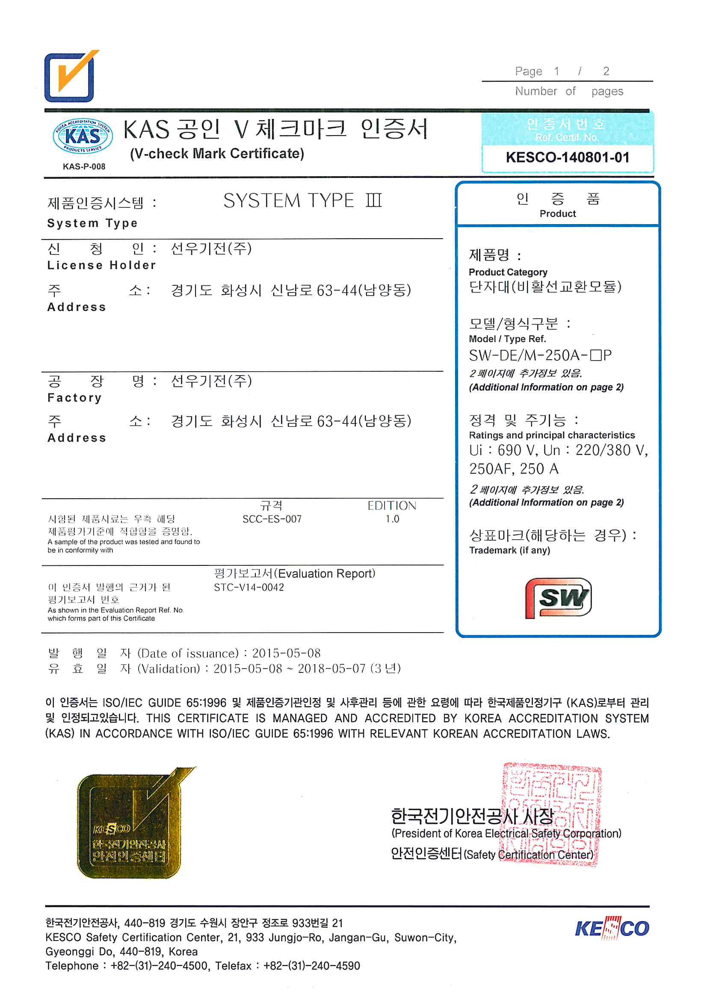 Page 1 / 2
Number of pages
KOREA ACCREDITATION SYSTEM
KAS
PRODUCTS SERVICE
KAS-P-008
KAS 공인 V 체크마크 인증서
(V-check Mark Certificate)
인증서번호
Ref. Certif. No.
KESCO-140801-01
제품인증시스템 : SYSTEM TYPE Ⅲ
System Type
신 청 인 : 선우기전(주)
License Holder
주 소 : 경기도 화성시 신남로 63-44(남양동)
Address
공 장 명 : 선우기전(주)
Factory
주 소 : 경기도 화성시 신남로 63-44(남양동)
Address
규격 EDITION
시험된 제품시료는 우측 해당 SCC-ES-007 1.0
제품평가기준에 적합함을 증명함.
A sample of the product was tested and found to
be in conformity with
평가보고서(Evaluation Report)
이 인증서 발행의 근거가 된 STC-V14-0042
평가보고서 번호
As shown in the Evaluation Report Ref. No.
which forms part of this Certificate
인 증 품
Product
제품명 :
Product Category
단자대(비활선교환모듈)
모델/형식구분 :
Model / Type Ref.
SW-DE/M-250A-□P
2 페이지에 추가정보 있음.
(Additional Information on page 2)
정격 및 주기능 :
Ratings and principal characteristics
Ui : 690 V, Un : 220/380 V,
250AF, 250 A
2 페이지에 추가정보 있음.
(Additional Information on page 2)
상표마크(해당하는 경우) :
Trademark (if any)
SW
발 행 일 자 (Date of issuance) : 2015-05-08
유 효 일 자 (Validation) : 2015-05-08 ~ 2018-05-07 (3 년)
이 인증서는 ISO/IEC GUIDE 65:1996 및 제품인증기관인정 및 사후관리 등에 관한 요령에 따라 한국제품인정기구 (KAS)로부터 관리
및 인정되고있습니다. THIS CERTIFICATE IS MANAGED AND ACCREDITED BY KOREA ACCREDITATION SYSTEM
(KAS) IN ACCORDANCE WITH ISO/IEC GUIDE 65:1996 WITH RELEVANT KOREAN ACCREDITATION LAWS.
KESCO
한국전기안전공사
안전인증센터
한국전기안전공사 사장
(President of Korea Electrical Safety Corporation)
안전인증센터(Safety Certification Center)
한국전기안전공사, 440-819 경기도 수원시 장안구 정조로 933번길 21
KESCO Safety Certification Center, 21, 933 Jungjo-Ro, Jangan-Gu, Suwon-City,
Gyeonggi Do, 440-819, Korea
Telephone : +82-(31)-240-4500, Telefax : +82-(31)-240-4590
KESCO